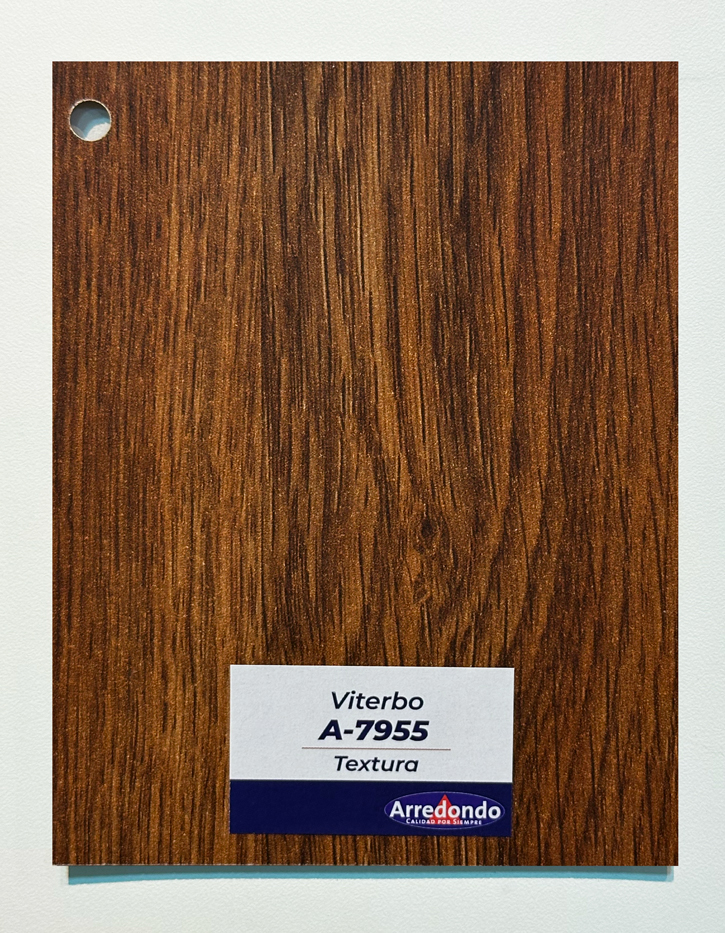 Viterbo
A-7955
Textura
Arredondo
CALIDAD POR SIEMPRE